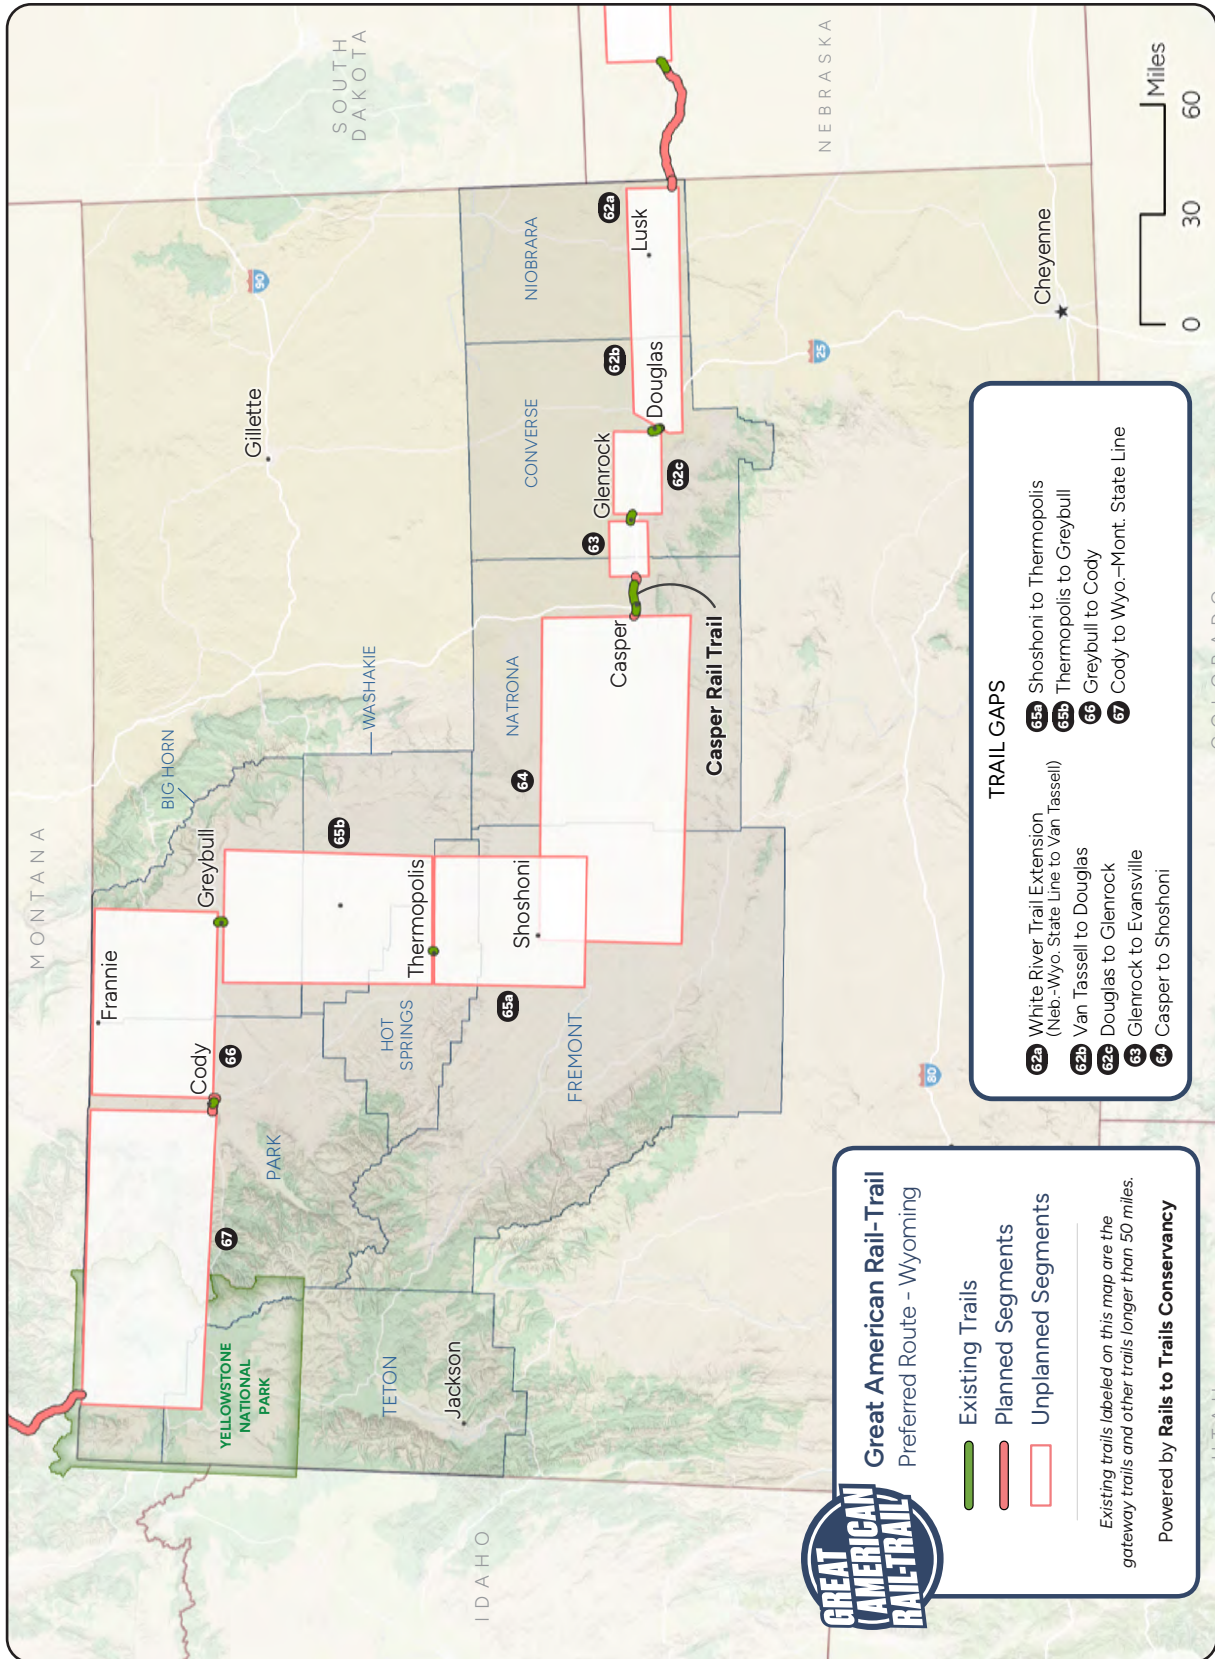 MONTANA
SOUTH
DAKOTA
NEBRASKA
IDAHO
BIG HORN
WASHAKIE
NATRONA
CONVERSE
NIOBRARA
HOT
SPRINGS
FREMONT
PARK
TETON
YELLOWSTONE
NATIONAL
PARK
Frannie
Cody
Greybull
Thermopolis
Shoshoni
Casper
Casper Rail Trail
Glenrock
Douglas
Lusk
Gillette
Cheyenne
Jackson
90
25
80
67
66
65b
65a
64
63
62c
62b
62a
GREAT
AMERICAN
RAIL-TRAIL
Great American Rail-Trail
Preferred Route - Wyoming
Existing Trails
Planned Segments
Unplanned Segments
Existing trails labeled on this map are the
gateway trails and other trails longer than 50 miles.
Powered by Rails to Trails Conservancy
TRAIL GAPS
62a White River Trail Extension
(Neb.-Wyo. State Line to Van Tassell)
62b Van Tassell to Douglas
62c Douglas to Glenrock
63 Glenrock to Evansville
64 Casper to Shoshoni
65a Shoshoni to Thermopolis
65b Thermopolis to Greybull
66 Greybull to Cody
67 Cody to Wyo.–Mont. State Line
0 30 60
Miles